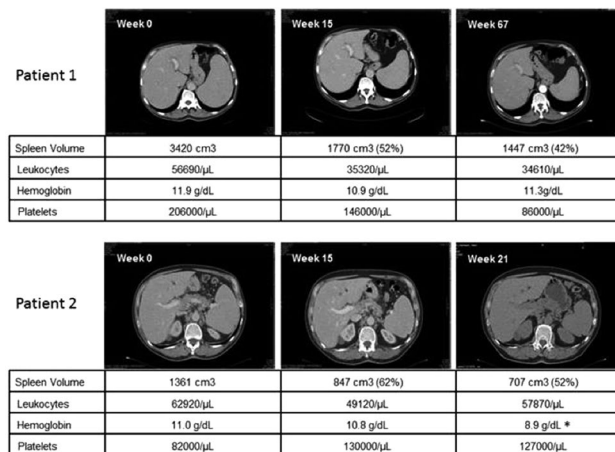 Week 0 Week 15 Week 67
Patient 1
Spleen Volume 3420 cm3 1770 cm3 (52%) 1447 cm3 (42%)
Leukocytes 56690/µL 35320/µL 34610/µL
Hemoglobin 11.9 g/dL 10.9 g/dL 11.3g/dL
Platelets 206000/µL 146000/µL 86000/µL
Week 0 Week 15 Week 21
Patient 2
Spleen Volume 1361 cm3 847 cm3 (62%) 707 cm3 (52%)
Leukocytes 62920/µL 49120/µL 57870/µL
Hemoglobin 11.0 g/dL 10.8 g/dL 8.9 g/dL *
Platelets 82000/µL 130000/µL 127000/µL